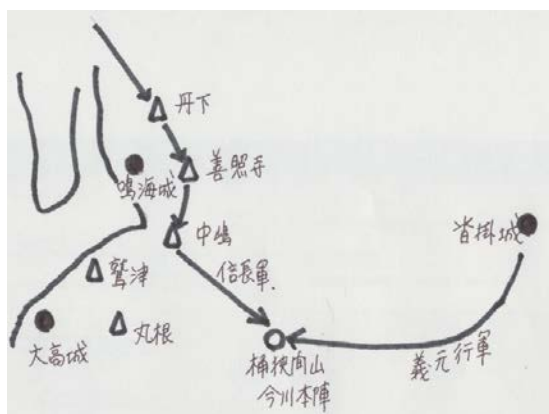 丹下
善照寺
鳴海城
中嶋
沓掛城
鷲津
信長軍
丸根
大高城
桶狭間山
今川本陣
義元行軍